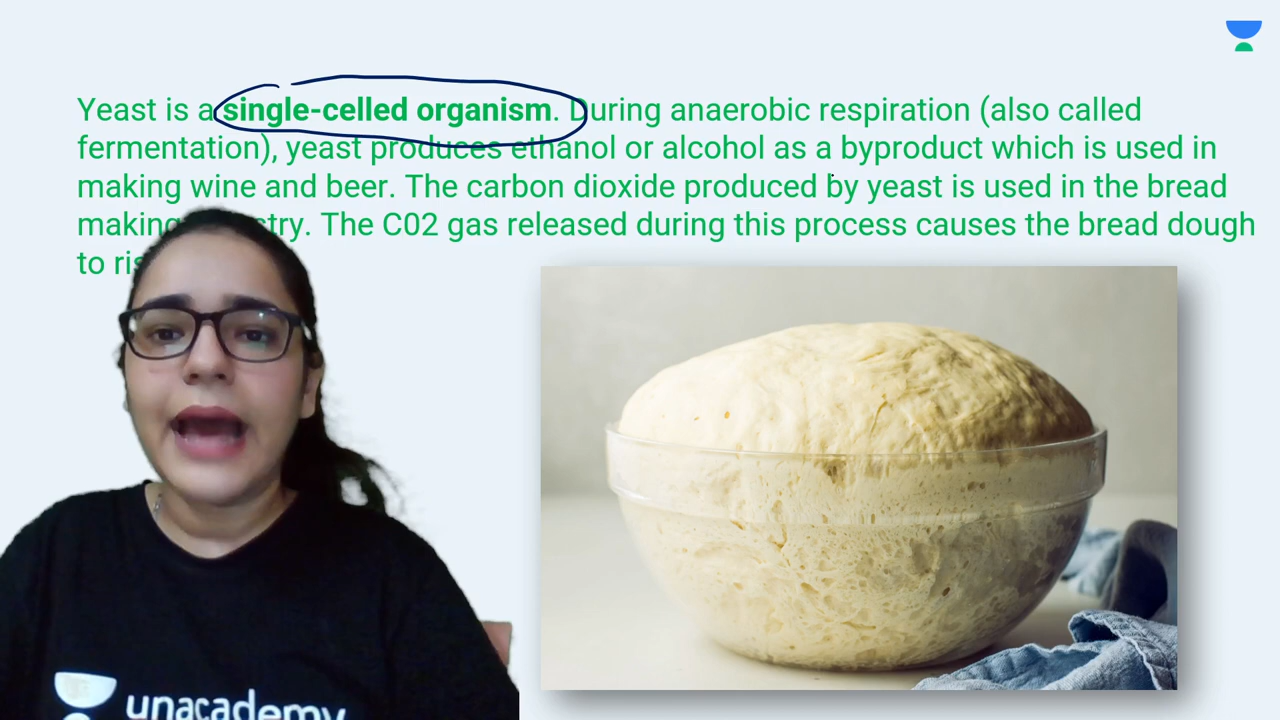 Yeast is a single-celled organism. During anaerobic respiration (also called
fermentation), yeast produces ethanol or alcohol as a byproduct which is used in
making wine and beer. The carbon dioxide produced by yeast is used in the bread
making try. The C02 gas released during this process causes the bread dough
to ris
unacademy